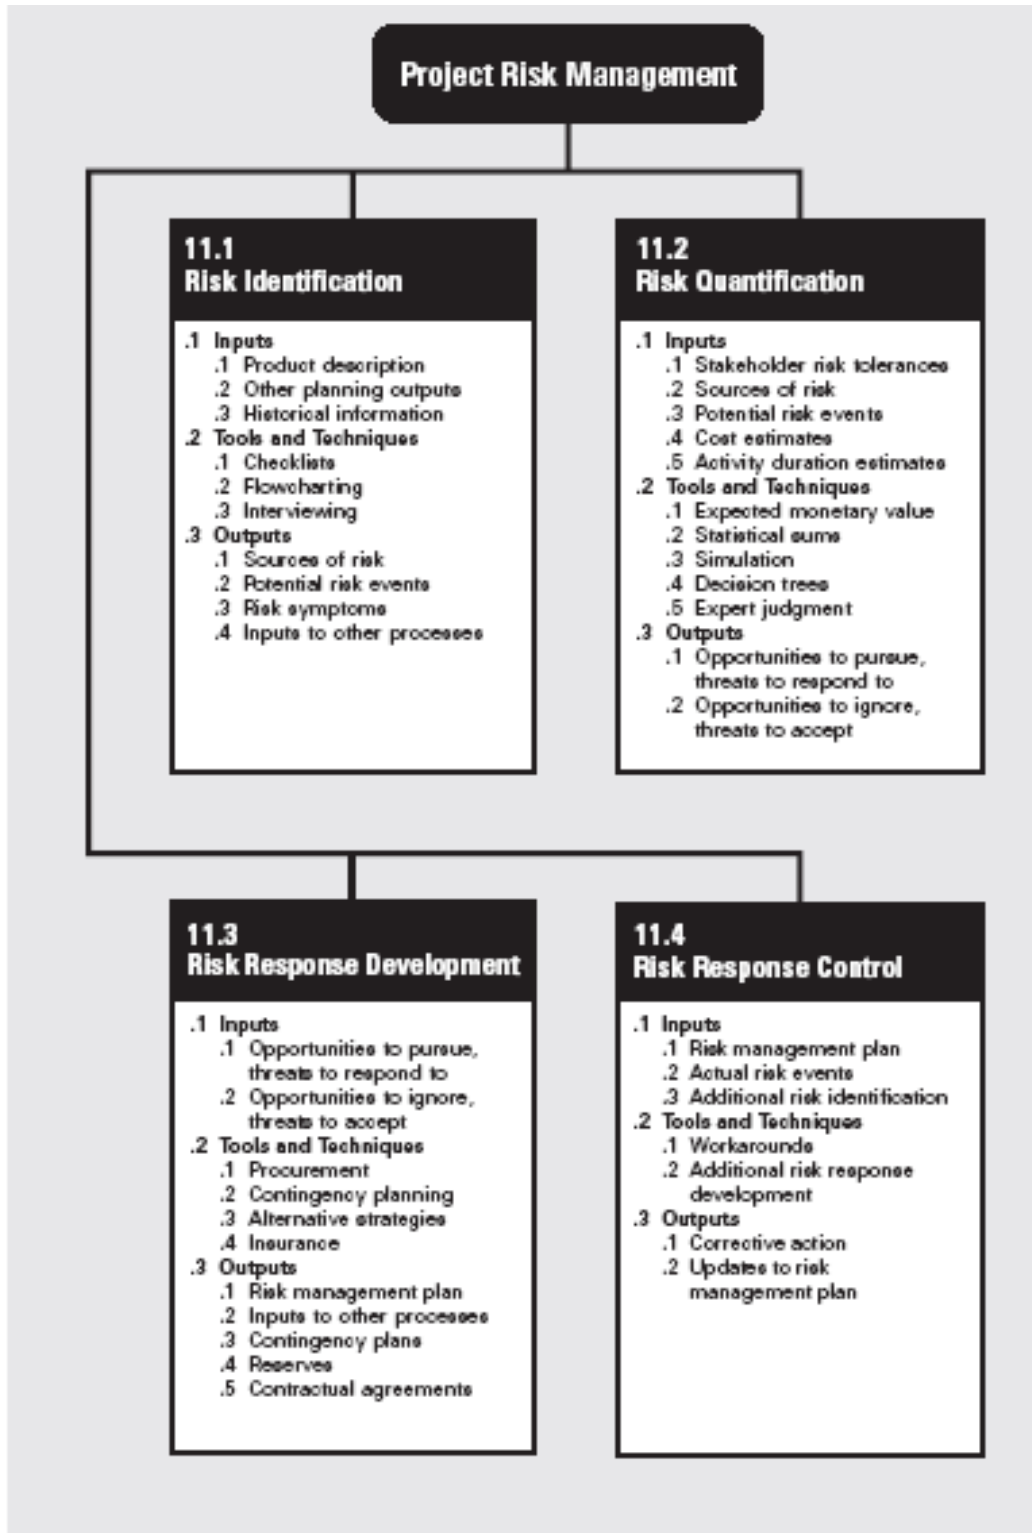 Project Risk Management
11.1
Risk Identification
.1 Inputs
.1 Product description
.2 Other planning outputs
.3 Historical information
.2 Tools and Techniques
.1 Checklists
.2 Flowcharting
.3 Interviewing
.3 Outputs
.1 Sources of risk
.2 Potential risk events
.3 Risk symptoms
.4 Inputs to other processes
11.2
Risk Quantification
.1 Inputs
.1 Stakeholder risk tolerances
.2 Sources of risk
.3 Potential risk events
.4 Cost estimates
.5 Activity duration estimates
.2 Tools and Techniques
.1 Expected monetary value
.2 Statistical sums
.3 Simulation
.4 Decision trees
.5 Expert judgment
.3 Outputs
.1 Opportunities to pursue,
threats to respond to
.2 Opportunities to ignore,
threats to accept
11.3
Risk Response Development
.1 Inputs
.1 Opportunities to pursue,
threats to respond to
.2 Opportunities to ignore,
threats to accept
.2 Tools and Techniques
.1 Procurement
.2 Contingency planning
.3 Alternative strategies
.4 Insurance
.3 Outputs
.1 Risk management plan
.2 Inputs to other processes
.3 Contingency plans
.4 Reserves
.5 Contractual agreements
11.4
Risk Response Control
.1 Inputs
.1 Risk management plan
.2 Actual risk events
.3 Additional risk identification
.2 Tools and Techniques
.1 Workarounds
.2 Additional risk response
development
.3 Outputs
.1 Corrective action
.2 Updates to risk
management plan